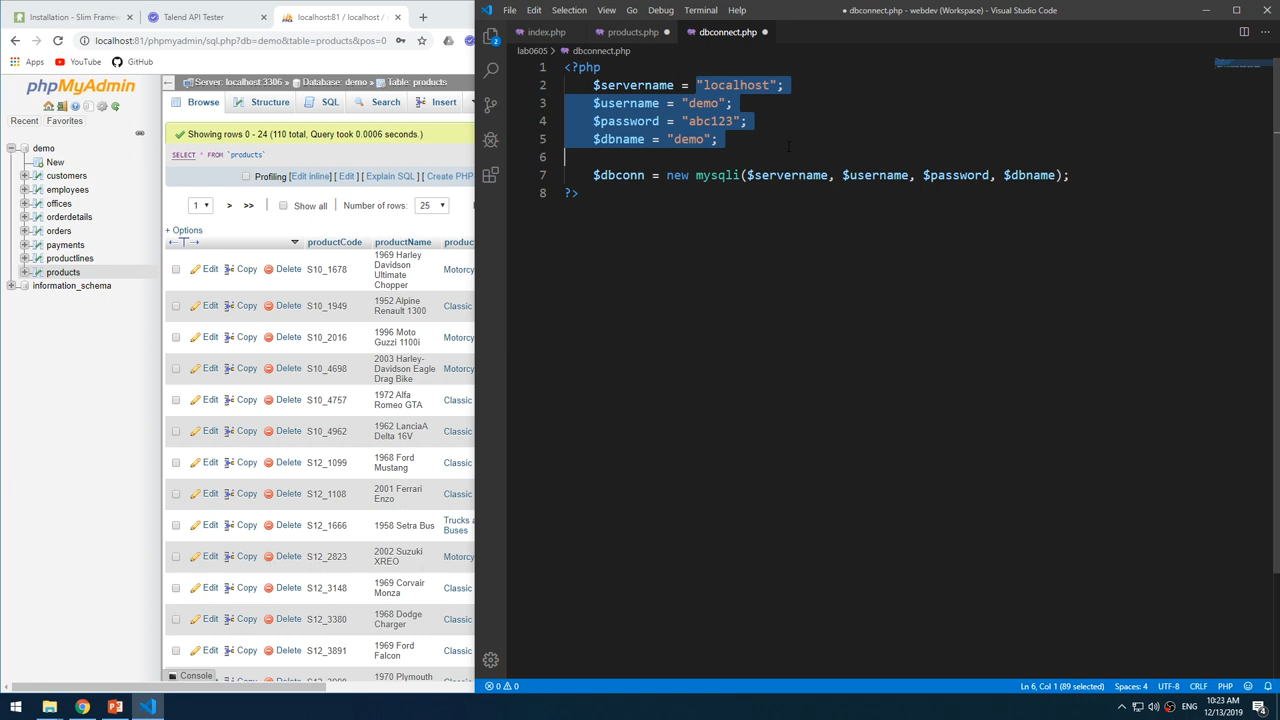 Installation - Slim Framew
Talend API Tester
localhost:81 / localhost / d
localhost:81/phpmyadmin/sql.php?db=demo&table=products&pos=0
Apps
YouTube
GitHub
phpMyAdmin
Recent
Favorites
demo
New
customers
employees
offices
orderdetails
orders
payments
productlines
products
information_schema
Server: localhost:3306 » Database: demo » Table: products
Browse
Structure
SQL
Search
Insert
Showing rows 0 - 24 (110 total, Query took 0.0006 seconds.)
SELECT * FROM `products`
Profiling [Edit inline] [ Edit ] [ Explain SQL ] [ Create PHP
1
>
>>
Show all
Number of rows:
25
+ Options
productCode
productName
product
Edit Copy Delete S10_1678 1969 Harley Davidson Ultimate Chopper Motorcy
Edit Copy Delete S10_1949 1952 Alpine Renault 1300 Classic
Edit Copy Delete S10_2016 1996 Moto Guzzi 1100i Motorcy
Edit Copy Delete S10_4698 2003 Harley-Davidson Eagle Drag Bike Motorcy
Edit Copy Delete S10_4757 1972 Alfa Romeo GTA Classic
Edit Copy Delete S10_4962 1962 LanciaA Delta 16V Classic
Edit Copy Delete S12_1099 1968 Ford Mustang Classic
Edit Copy Delete S12_1108 2001 Ferrari Enzo Classic
Edit Copy Delete S12_1666 1958 Setra Bus Trucks a Buses
Edit Copy Delete S12_2823 2002 Suzuki XREO Motorcy
Edit Copy Delete S12_3148 1969 Corvair Monza Classic
Edit Copy Delete S12_3380 1968 Dodge Charger Classic
Edit Copy Delete S12_3891 1969 Ford Falcon Classic
1970 Plymouth
Console
File Edit Selection View Go Debug Terminal Help
dbconnect.php - webdev (Workspace) - Visual Studio Code
index.php
products.php
dbconnect.php
lab0605 > dbconnect.php
2
1 <?php
2 $servername = "localhost";
3 $username = "demo";
4 $password = "abc123";
5 $dbname = "demo";
6
7 $dbconn = new mysqli($servername, $username, $password, $dbname);
8 ?>
0 0
Ln 6, Col 1 (89 selected)
Spaces: 4
UTF-8
CRLF
PHP
ENG
10:23 AM
12/13/2019
4